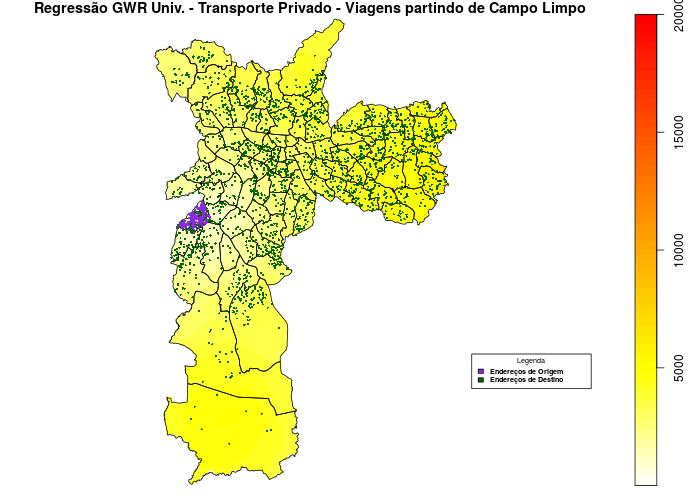 Regressão GWR Univ. - Transporte Privado - Viagens partindo de Campo Limpo
20000
15000
10000
5000
Legenda
Endereços de Origem
Endereços de Destino